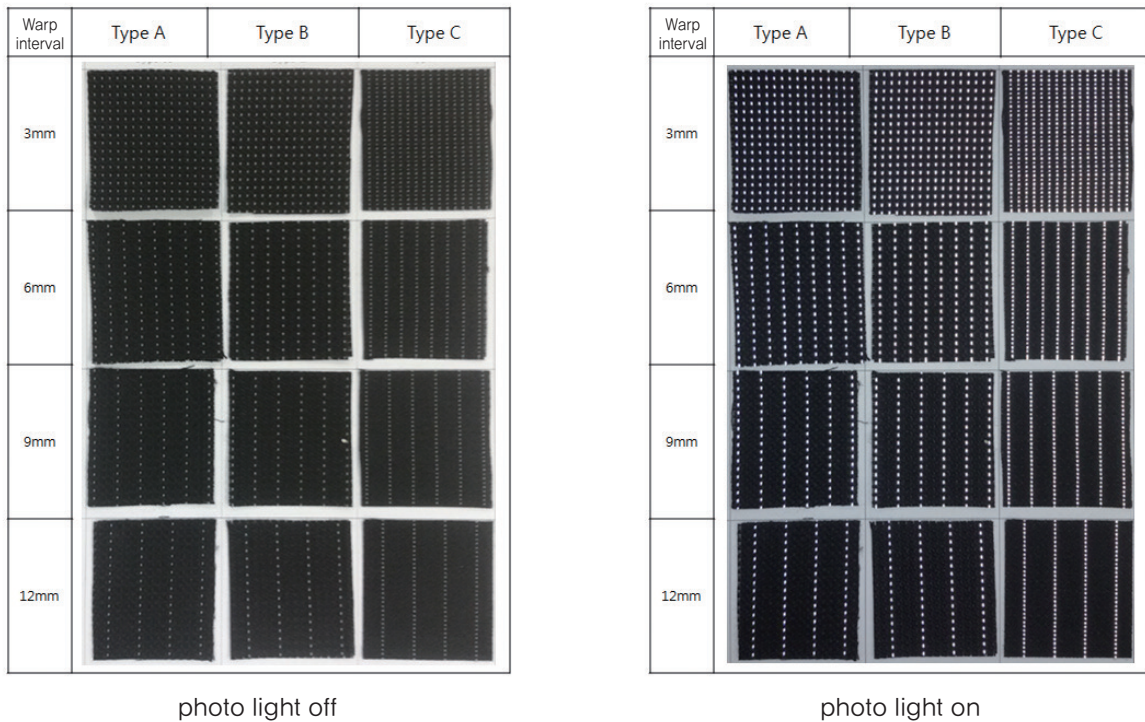 Warp
interval
Type A
Type B
Type C
3mm
6mm
9mm
12mm
photo light off
Warp
interval
Type A
Type B
Type C
3mm
6mm
9mm
12mm
photo light on